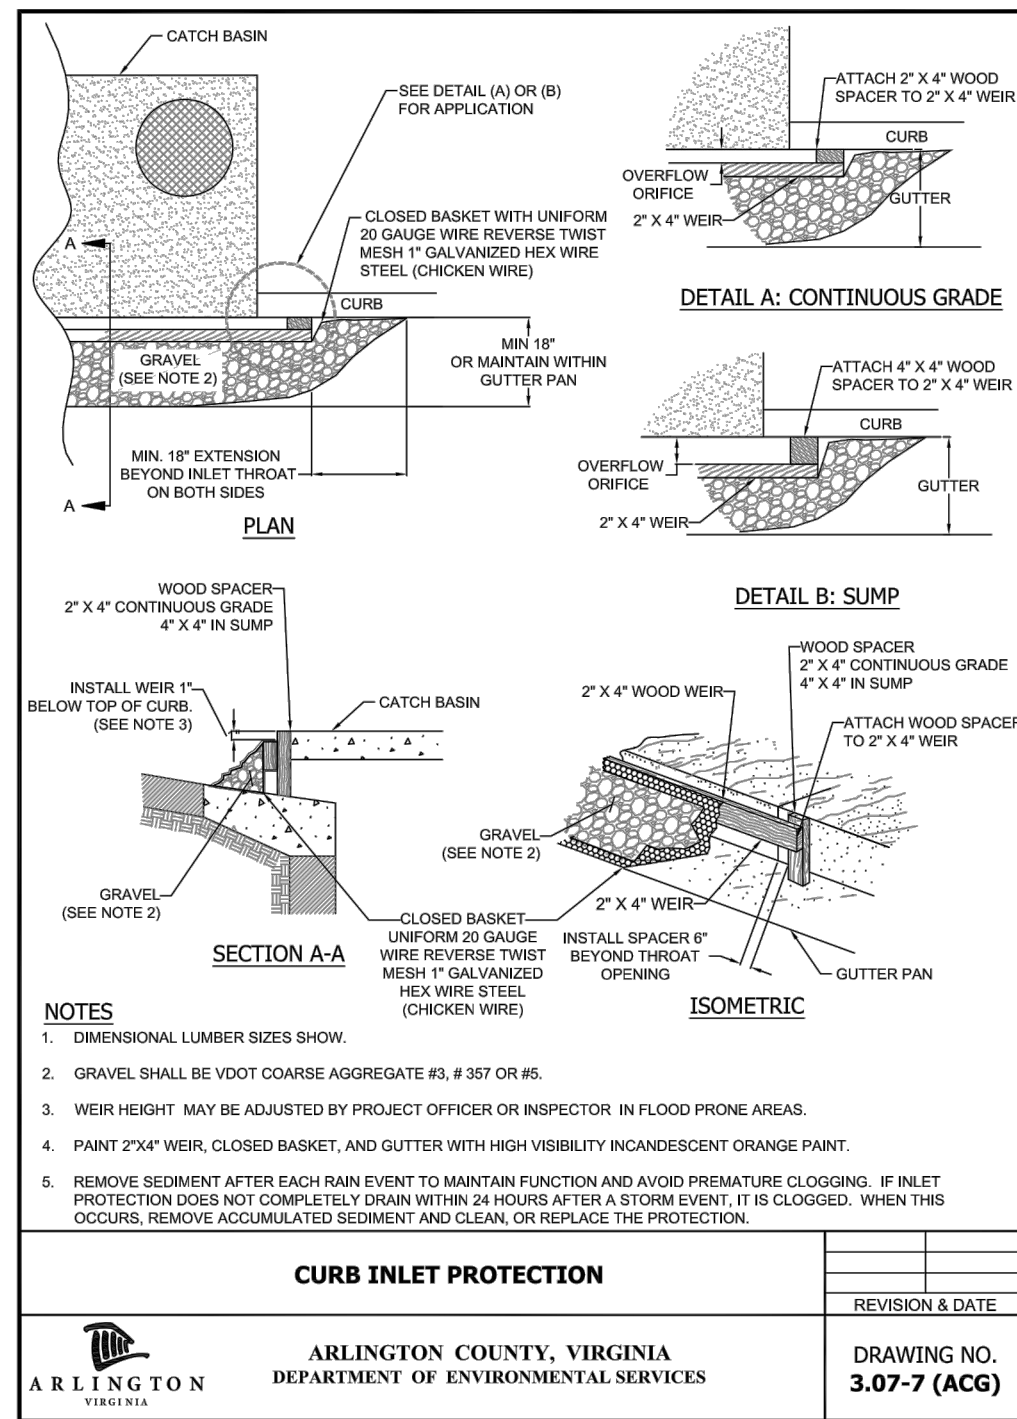 CATCH BASIN
SEE DETAIL (A) OR (B)
FOR APPLICATION
CLOSED BASKET WITH UNIFORM
20 GAUGE WIRE REVERSE TWIST
MESH 1" GALVANIZED HEX WIRE
STEEL (CHICKEN WIRE)
A
CURB
GRAVEL
(SEE NOTE 2)
MIN 18"
OR MAINTAIN WITHIN
GUTTER PAN
MIN. 18" EXTENSION
BEYOND INLET THROAT
ON BOTH SIDES
A
PLAN
ATTACH 2" X 4" WOOD
SPACER TO 2" X 4" WEIR
CURB
OVERFLOW
ORIFICE
2" X 4" WEIR
GUTTER
DETAIL A: CONTINUOUS GRADE
ATTACH 4" X 4" WOOD
SPACER TO 2" X 4" WEIR
CURB
OVERFLOW
ORIFICE
GUTTER
2" X 4" WEIR
DETAIL B: SUMP
WOOD SPACER
2" X 4" CONTINUOUS GRADE
4" X 4" IN SUMP
INSTALL WEIR 1"
BELOW TOP OF CURB.
(SEE NOTE 3)
1"
CATCH BASIN
GRAVEL
(SEE NOTE 2)
SECTION A-A
CLOSED BASKET
UNIFORM 20 GAUGE
WIRE REVERSE TWIST
MESH 1" GALVANIZED
HEX WIRE STEEL
(CHICKEN WIRE)
WOOD SPACER
2" X 4" CONTINUOUS GRADE
4" X 4" IN SUMP
2" X 4" WOOD WEIR
ATTACH WOOD SPACER
TO 2" X 4" WEIR
GRAVEL
(SEE NOTE 2)
2" X 4" WEIR
INSTALL SPACER 6"
BEYOND THROAT
OPENING
GUTTER PAN
ISOMETRIC
NOTES
1. DIMENSIONAL LUMBER SIZES SHOW.
2. GRAVEL SHALL BE VDOT COARSE AGGREGATE #3, # 357 OR #5.
3. WEIR HEIGHT MAY BE ADJUSTED BY PROJECT OFFICER OR INSPECTOR IN FLOOD PRONE AREAS.
4. PAINT 2"X4" WEIR, CLOSED BASKET, AND GUTTER WITH HIGH VISIBILITY INCANDESCENT ORANGE PAINT.
5. REMOVE SEDIMENT AFTER EACH RAIN EVENT TO MAINTAIN FUNCTION AND AVOID PREMATURE CLOGGING. IF INLET
PROTECTION DOES NOT COMPLETELY DRAIN WITHIN 24 HOURS AFTER A STORM EVENT, IT IS CLOGGED. WHEN THIS
OCCURS, REMOVE ACCUMULATED SEDIMENT AND CLEAN, OR REPLACE THE PROTECTION.
CURB INLET PROTECTION
REVISION & DATE
ARLINGTON
VIRGINIA
ARLINGTON COUNTY, VIRGINIA
DEPARTMENT OF ENVIRONMENTAL SERVICES
DRAWING NO.
3.07-7 (ACG)